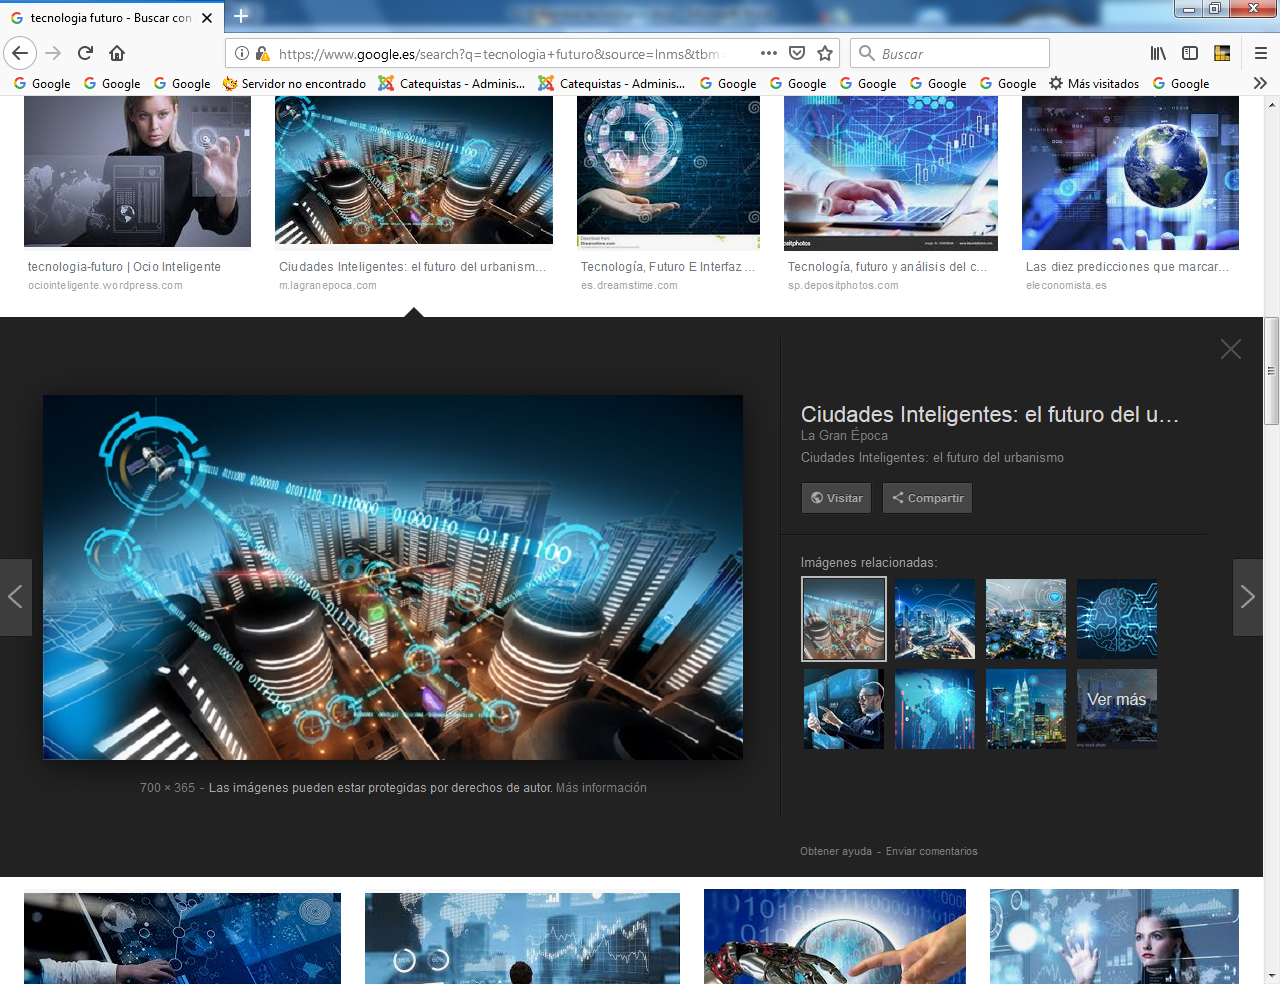 tecnologia futuro - Buscar con
https://www.google.es/search?q=tecnologia+futuro&source=lnms&tbm=
Buscar
Google
Google
Google
Servidor no encontrado
Catequistas - Adminis...
Catequistas - Adminis...
Google
Google
Google
Google
Google
Más visitados
Google
tecnologia-futuro | Ocio Inteligente
ociointeligente.wordpress.com
Ciudades Inteligentes: el futuro del urbanism...
m.lagranepoca.com
Tecnología, Futuro E Interfaz ...
es.dreamstime.com
Tecnología, futuro y análisis del c...
sp.depositphotos.com
Las diez predicciones que marcar...
eleconomista.es
Ciudades Inteligentes: el futuro del u...
La Gran Época
Ciudades Inteligentes: el futuro del urbanismo
Visitar
Compartir
Imágenes relacionadas:
Ver más
700 × 365 - Las imágenes pueden estar protegidas por derechos de autor. Más información
Obtener ayuda - Enviar comentarios